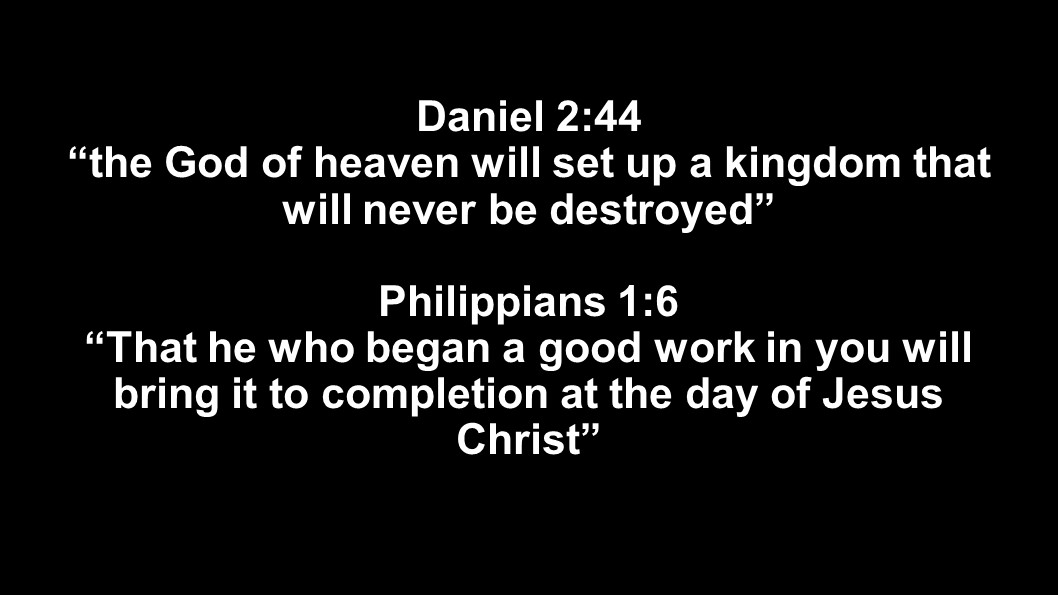 Daniel 2:44
“the God of heaven will set up a kingdom that
will never be destroyed”
Philippians 1:6
“That he who began a good work in you will
bring it to completion at the day of Jesus
Christ”